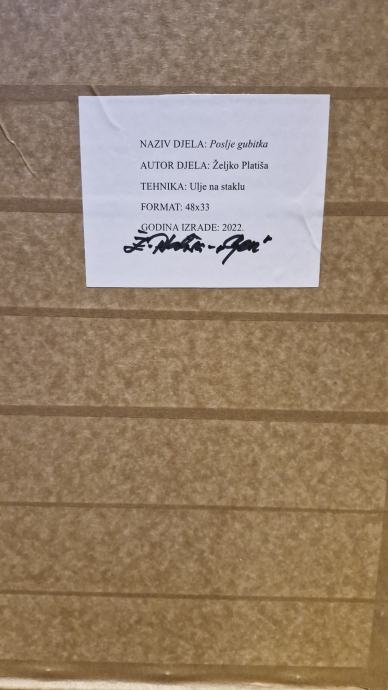 NAZIV DJELA: Poslje gubitka
AUTOR DJELA: Željko Platiša
TEHNIKA: Ulje na staklu
FORMAT: 48x33
GODINA IZRADE: 2022.